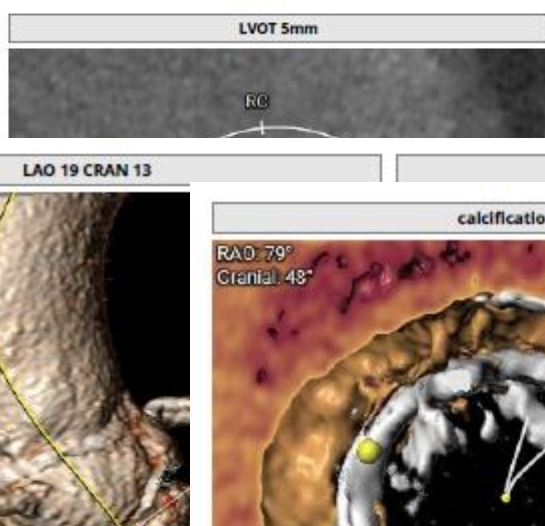 LVOT 5mm
RC
LAO 19 CRAN 13
calcificatio
RAO: 79°
Cranial: 48°